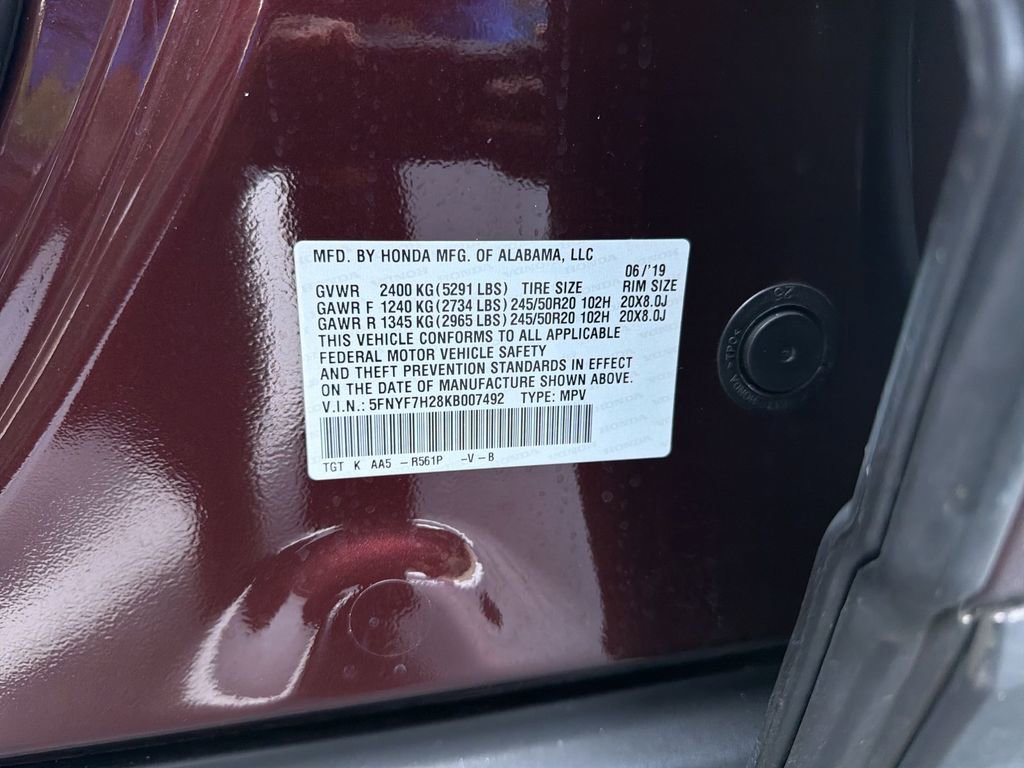 MFD. BY HONDA MFG. OF ALABAMA, LLC
06/'19
GVWR 2400 KG (5291 LBS) TIRE SIZE RIM SIZE
GAWR F 1240 KG (2734 LBS) 245/50R20 102H 20X8.0J
GAWR R 1345 KG (2965 LBS) 245/50R20 102H 20X8.0J
THIS VEHICLE CONFORMS TO ALL APPLICABLE
FEDERAL MOTOR VEHICLE SAFETY
AND THEFT PREVENTION STANDARDS IN EFFECT
ON THE DATE OF MANUFACTURE SHOWN ABOVE.
V.I.N.: 5FNYF7H28KB007492 TYPE: MPV
TGT K AA5 -R561P -V-B
26
>TPO<
HONDA